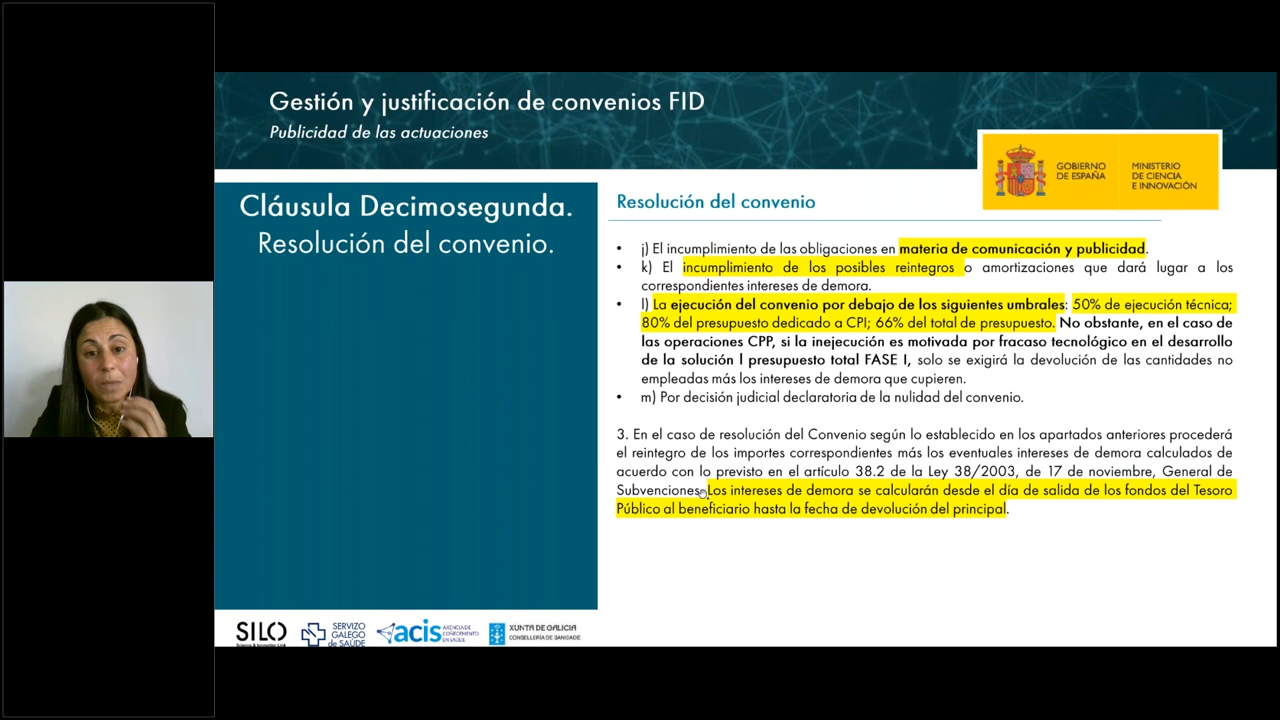 Gestión y justificación de convenios FID
Publicidad de las actuaciones
GOBIERNO
DE ESPAÑA
MINISTERIO
DE CIENCIA
E INNOVACIÓN
Cláusula Decimosegunda.
Resolución del convenio.
Resolución del convenio
• j) El incumplimiento de las obligaciones en materia de comunicación y publicidad.
• k) El incumplimiento de los posibles reintegros o amortizaciones que dará lugar a los
correspondientes intereses de demora.
• l) La ejecución del convenio por debajo de los siguientes umbrales: 50% de ejecución técnica;
80% del presupuesto dedicado a CPI; 66% del total de presupuesto. No obstante, en el caso de
las operaciones CPP, si la inejecución es motivada por fracaso tecnológico en el desarrollo
de la solución l presupuesto total FASE I, solo se exigirá la devolución de las cantidades no
empleadas más los intereses de demora que cupieren.
• m) Por decisión judicial declaratoria de la nulidad del convenio.
3. En el caso de resolución del Convenio según lo establecido en los apartados anteriores procederá
el reintegro de los importes correspondientes más los eventuales intereses de demora calculados de
acuerdo con lo previsto en el artículo 38.2 de la Ley 38/2003, de 17 de noviembre, General de
Subvenciones. Los intereses de demora se calcularán desde el día de salida de los fondos del Tesoro
Público al beneficiario hasta la fecha de devolución del principal.
SILO
Science & Innovation Link
SERVIZO
GALEGO
de SAÚDE
acis
AXENCIA DE
COÑECEMENTO
EN SAÚDE
XUNTA DE GALICIA
CONSELLERÍA DE SANIDADE